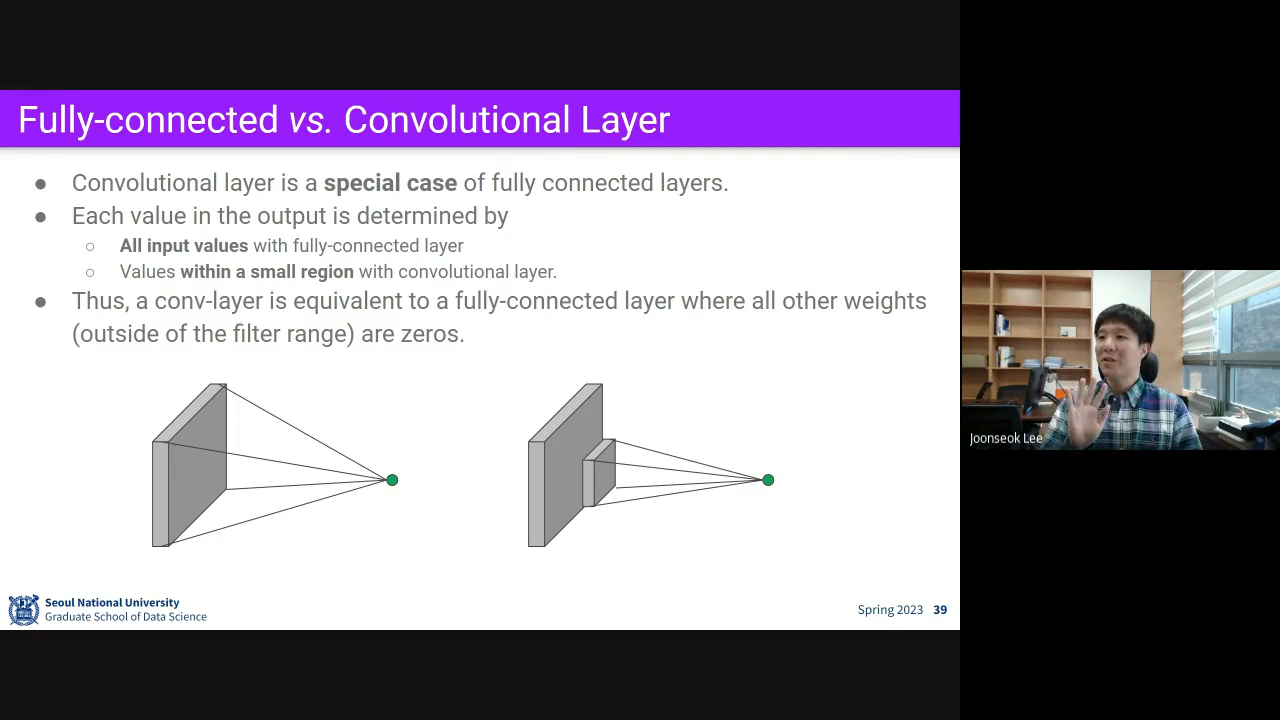 Fully-connected vs. Convolutional Layer
● Convolutional layer is a special case of fully connected layers.
● Each value in the output is determined by
○ All input values with fully-connected layer
○ Values within a small region with convolutional layer.
● Thus, a conv-layer is equivalent to a fully-connected layer where all other weights
(outside of the filter range) are zeros.
Joonseok Lee
Seoul National University
Graduate School of Data Science
Spring 2023 39